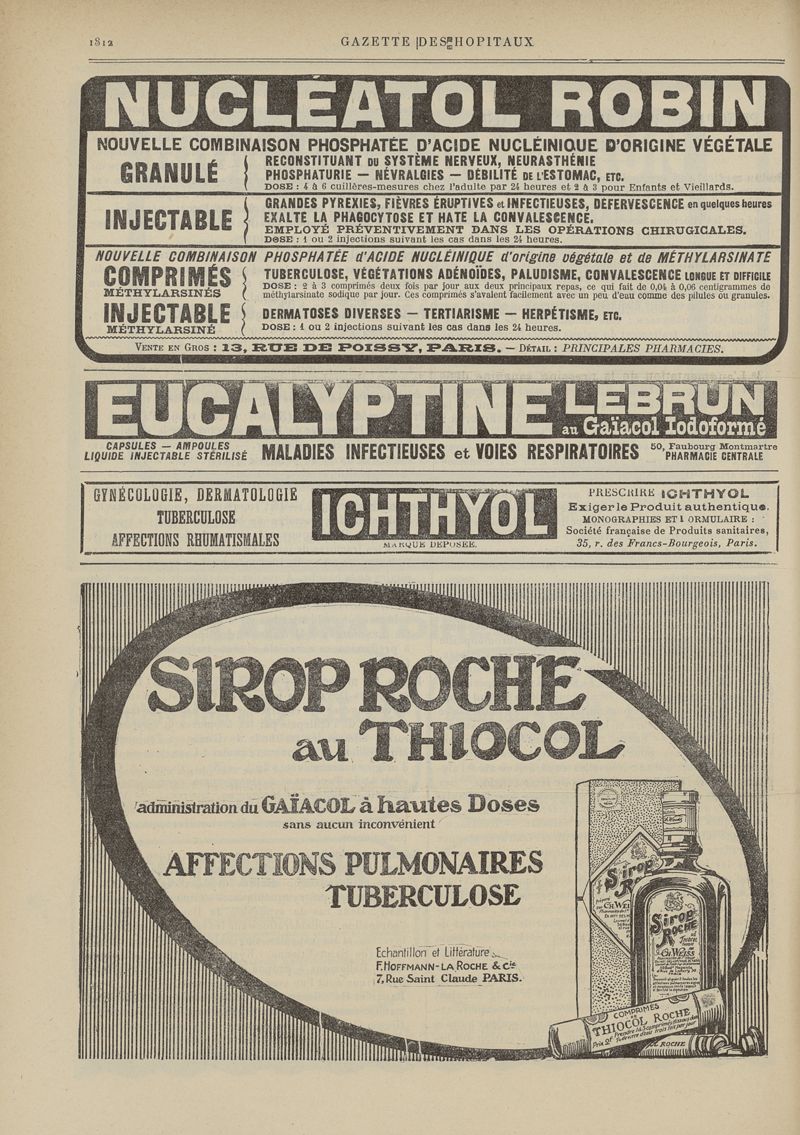 1812
GAZETTE DES HOPITAUX
NUCLÉATOL ROBIN
NOUVELLE COMBINAISON PHOSPHATÉE D'ACIDE NUCLÉINIQUE D'ORIGINE VÉGÉTALE
GRANULÉ
RECONSTITUANT DU SYSTÈME NERVEUX, NEURASTHÉNIE
PHOSPHATURIE — NÉVRALGIES — DÉBILITÉ DE L'ESTOMAC, ETC.
DOSE : 4 à 6 cuillères-mesures chez l'adulte par 24 heures et 2 à 3 pour Enfants et Vieillards.
INJECTABLE
GRANDES PYREXIES, FIÈVRES ÉRUPTIVES et INFECTIEUSES, DEFERVESCENCE en quelques heures
EXALTE LA PHAGOCYTOSE ET HATE LA CONVALESCENCE.
EMPLOYÉ PRÉVENTIVEMENT DANS LES OPÉRATIONS CHIRUGICALES.
DOSE : 1 ou 2 injections suivant les cas dans les 24 heures.
NOUVELLE COMBINAISON PHOSPHATÉE d'ACIDE NUCLÉINIQUE d'origine végétale et de MÉTHYLARSINATE
COMPRIMÉS
MÉTHYLARSINÉS
TUBERCULOSE, VÉGÉTATIONS ADÉNOÏDES, PALUDISME, CONVALESCENCE LONGUE ET DIFFICILE
DOSE : 2 à 3 comprimés deux fois par jour aux deux principaux repas, ce qui fait de 0,04 à 0,06 centigrammes de
méthylarsinate sodique par jour. Ces comprimés s'avalent facilement avec un peu d'eau comme des pilules ou granules.
INJECTABLE
MÉTHYLARSINÉ
DERMATOSES DIVERSES — TERTIARISME — HERPÉTISME, ETC.
DOSE : 1 ou 2 injections suivant les cas dans les 24 heures.
VENTE EN GROS : 13, RUE DE POISSY, PARIS. — DÉTAIL : PRINCIPALES PHARMACIES.
EUCALYPTINE LEBRUN
au Gaïacol Iodoformé
CAPSULES — AMPOULES
LIQUIDE INJECTABLE STÉRILISÉ
MALADIES INFECTIEUSES et VOIES RESPIRATOIRES
50, Faubourg Montmartre
PHARMACIE CENTRALE
GYNÉCOLOGIE, DERMATOLOGIE
TUBERCULOSE
AFFECTIONS RHUMATISMALES
ICHTHYOL
MARQUE DÉPOSÉE.
PRESCRIRE ICHTHYOL
Exiger le Produit authentique.
MONOGRAPHIES ET FORMULAIRE :
Société française de Produits sanitaires,
35, r. des Francs-Bourgeois, Paris.
SIROP ROCHE
au THIOCOL
administration du GAÏACOL à hautes Doses
sans aucun inconvénient
AFFECTIONS PULMONAIRES
TUBERCULOSE
Echantillon et Littérature
F. HOFFMANN-LA ROCHE & Cie
7, Rue Saint Claude PARIS.
Sirop
Sirop
ROCHE
CH WEISS
COMPRIMÉS
THIOCOL ROCHE
ROCHE